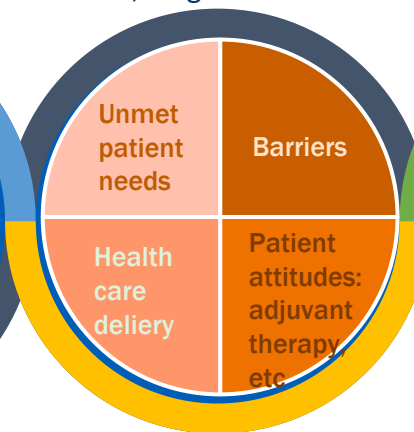 Unmet
patient
needs
Barriers
Health
care
deliery
Patient
attitudes:
adjuvant
therapy,
etc